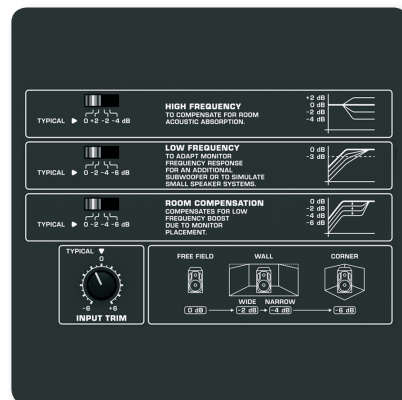 HIGH FREQUENCY
TO COMPENSATE FOR ROOM
ACOUSTIC ABSORPTION.
TYPICAL ▶ 0 +2 -2 -4 dB
+2 dB
0 dB
-2 dB
-4 dB
LOW FREQUENCY
TO ADAPT MONITOR
FREQUENCY RESPONSE
FOR AN ADDITIONAL
SUBWOOFER OR TO SIMULATE
SMALL SPEAKER SYSTEMS.
TYPICAL ▶ 0 -2 -4 -6 dB
0 dB
-3 dB
ROOM COMPENSATION
COMPENSATES FOR LOW
FREQUENCY BOOST
DUE TO MONITOR
PLACEMENT.
TYPICAL ▶ 0 -2 -4 -6 dB
0 dB
-2 dB
-4 dB
-6 dB
TYPICAL ▼
0
-6 +6
INPUT TRIM
FREE FIELD WALL CORNER
WIDE NARROW
0 dB -2 dB -4 dB -6 dB